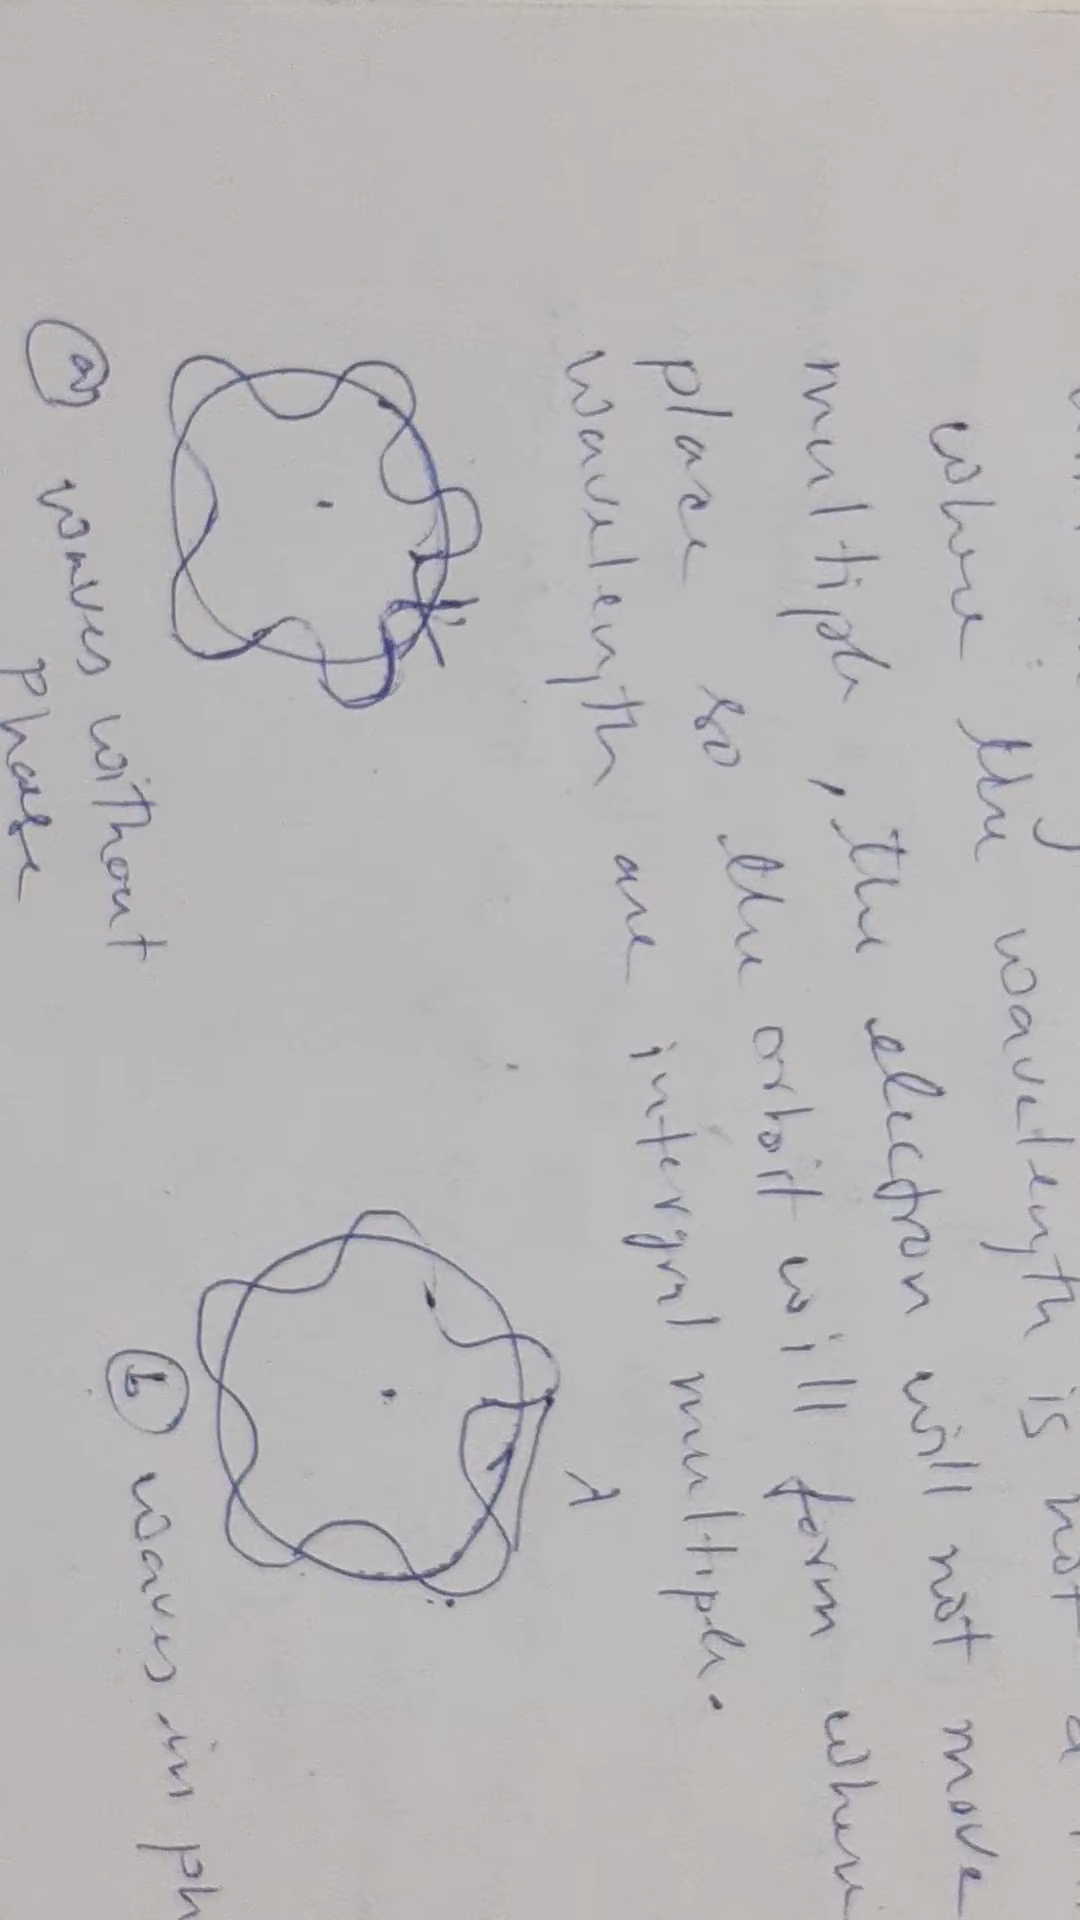 where the wavelength is not a
multiple, the electron will not move
place so the orbit will form where
wavelength are intergral multiple.
λ
(a) waves without
phase
(b) waves in ph